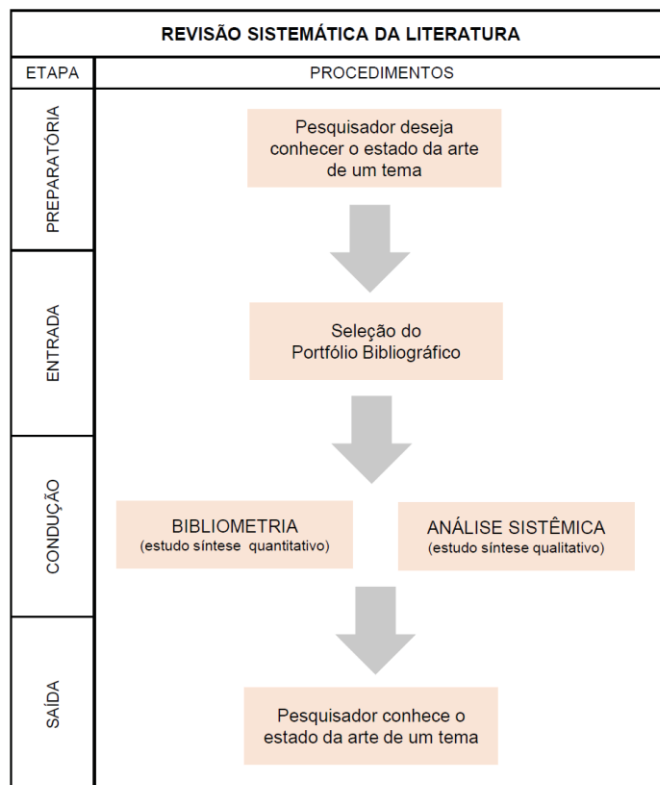 REVISÃO SISTEMÁTICA DA LITERATURA
ETAPA
PROCEDIMENTOS
PREPARATÓRIA
Pesquisador deseja
conhecer o estado da arte
de um tema
ENTRADA
Seleção do
Portfólio Bibliográfico
CONDUÇÃO
BIBLIOMETRIA
(estudo síntese quantitativo)
ANÁLISE SISTÊMICA
(estudo síntese qualitativo)
SAÍDA
Pesquisador conhece o
estado da arte de um tema